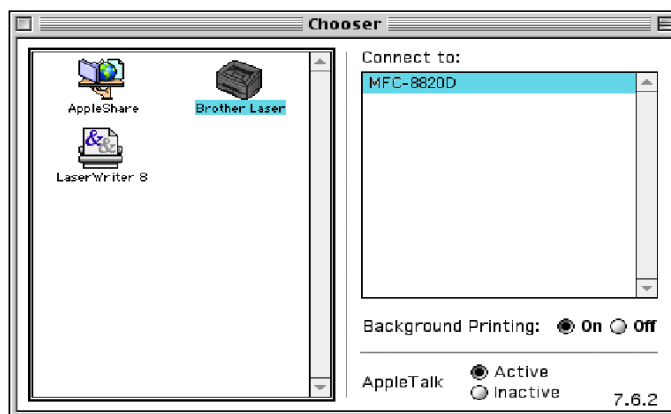 Chooser
AppleShare
Brother Laser
LaserWriter 8
Connect to:
MFC-8820D
Background Printing: On Off
AppleTalk
Active
Inactive
7.6.2